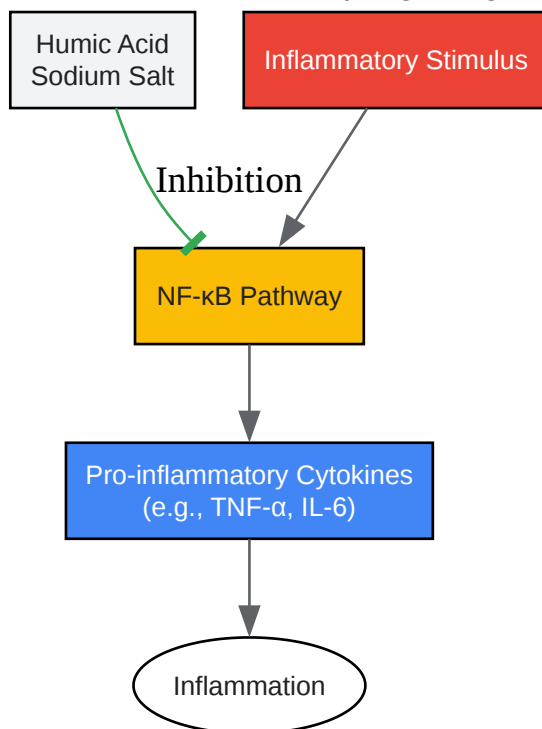 Humic Acid
Sodium Salt
Inflammatory Stimulus
Inhibition
NF-κB Pathway
Pro-inflammatory Cytokines
(e.g., TNF-α, IL-6)
Inflammation